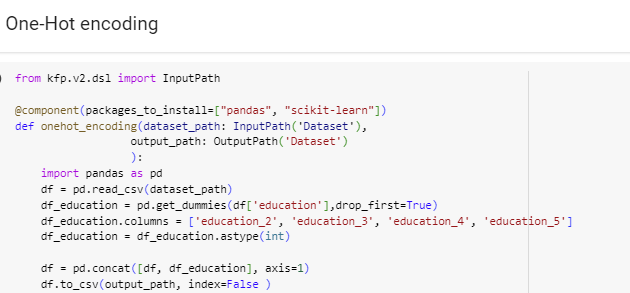 One-Hot encoding
from kfp.v2.dsl import InputPath
@component(packages_to_install=["pandas", "scikit-learn"])
def onehot_encoding(dataset_path: InputPath('Dataset'),
output_path: OutputPath('Dataset')
):
import pandas as pd
df = pd.read_csv(dataset_path)
df_education = pd.get_dummies(df['education'],drop_first=True)
df_education.columns = ['education_2', 'education_3', 'education_4', 'education_5']
df_education = df_education.astype(int)
df = pd.concat([df, df_education], axis=1)
df.to_csv(output_path, index=False )